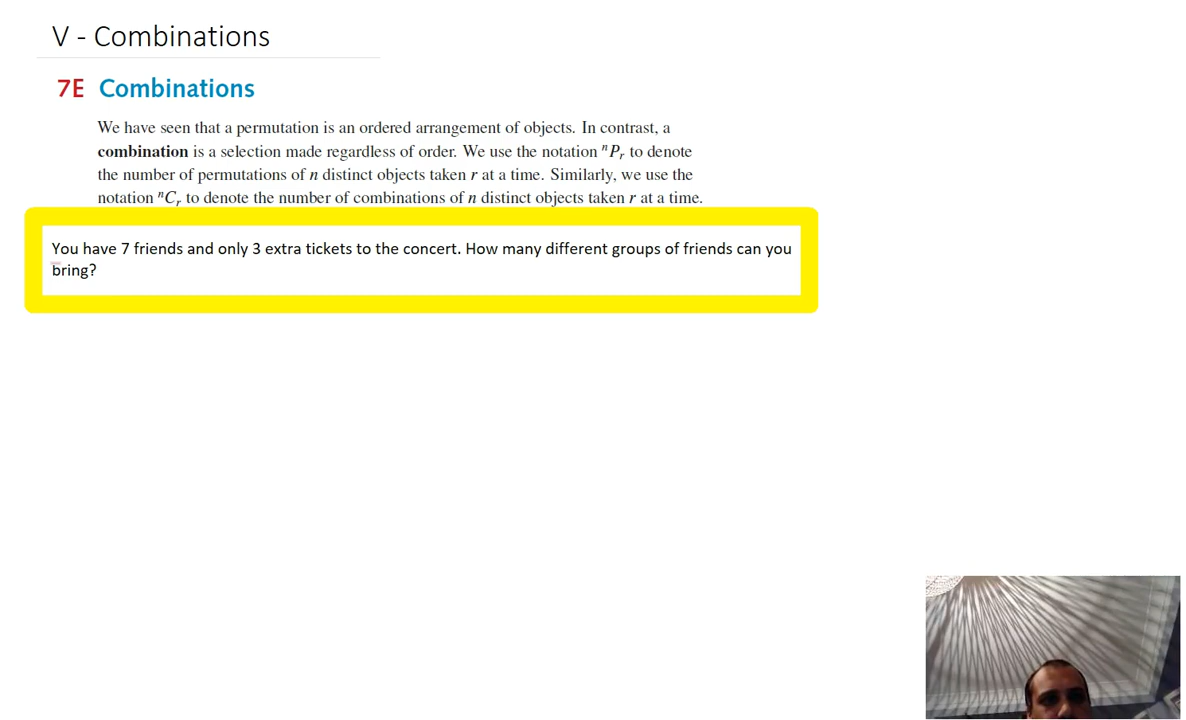 V - Combinations
7E Combinations
We have seen that a permutation is an ordered arrangement of objects. In contrast, a
combination is a selection made regardless of order. We use the notation ⁿPᵣ to denote
the number of permutations of n distinct objects taken r at a time. Similarly, we use the
notation ⁿCᵣ to denote the number of combinations of n distinct objects taken r at a time.
You have 7 friends and only 3 extra tickets to the concert. How many different groups of friends can you
bring?